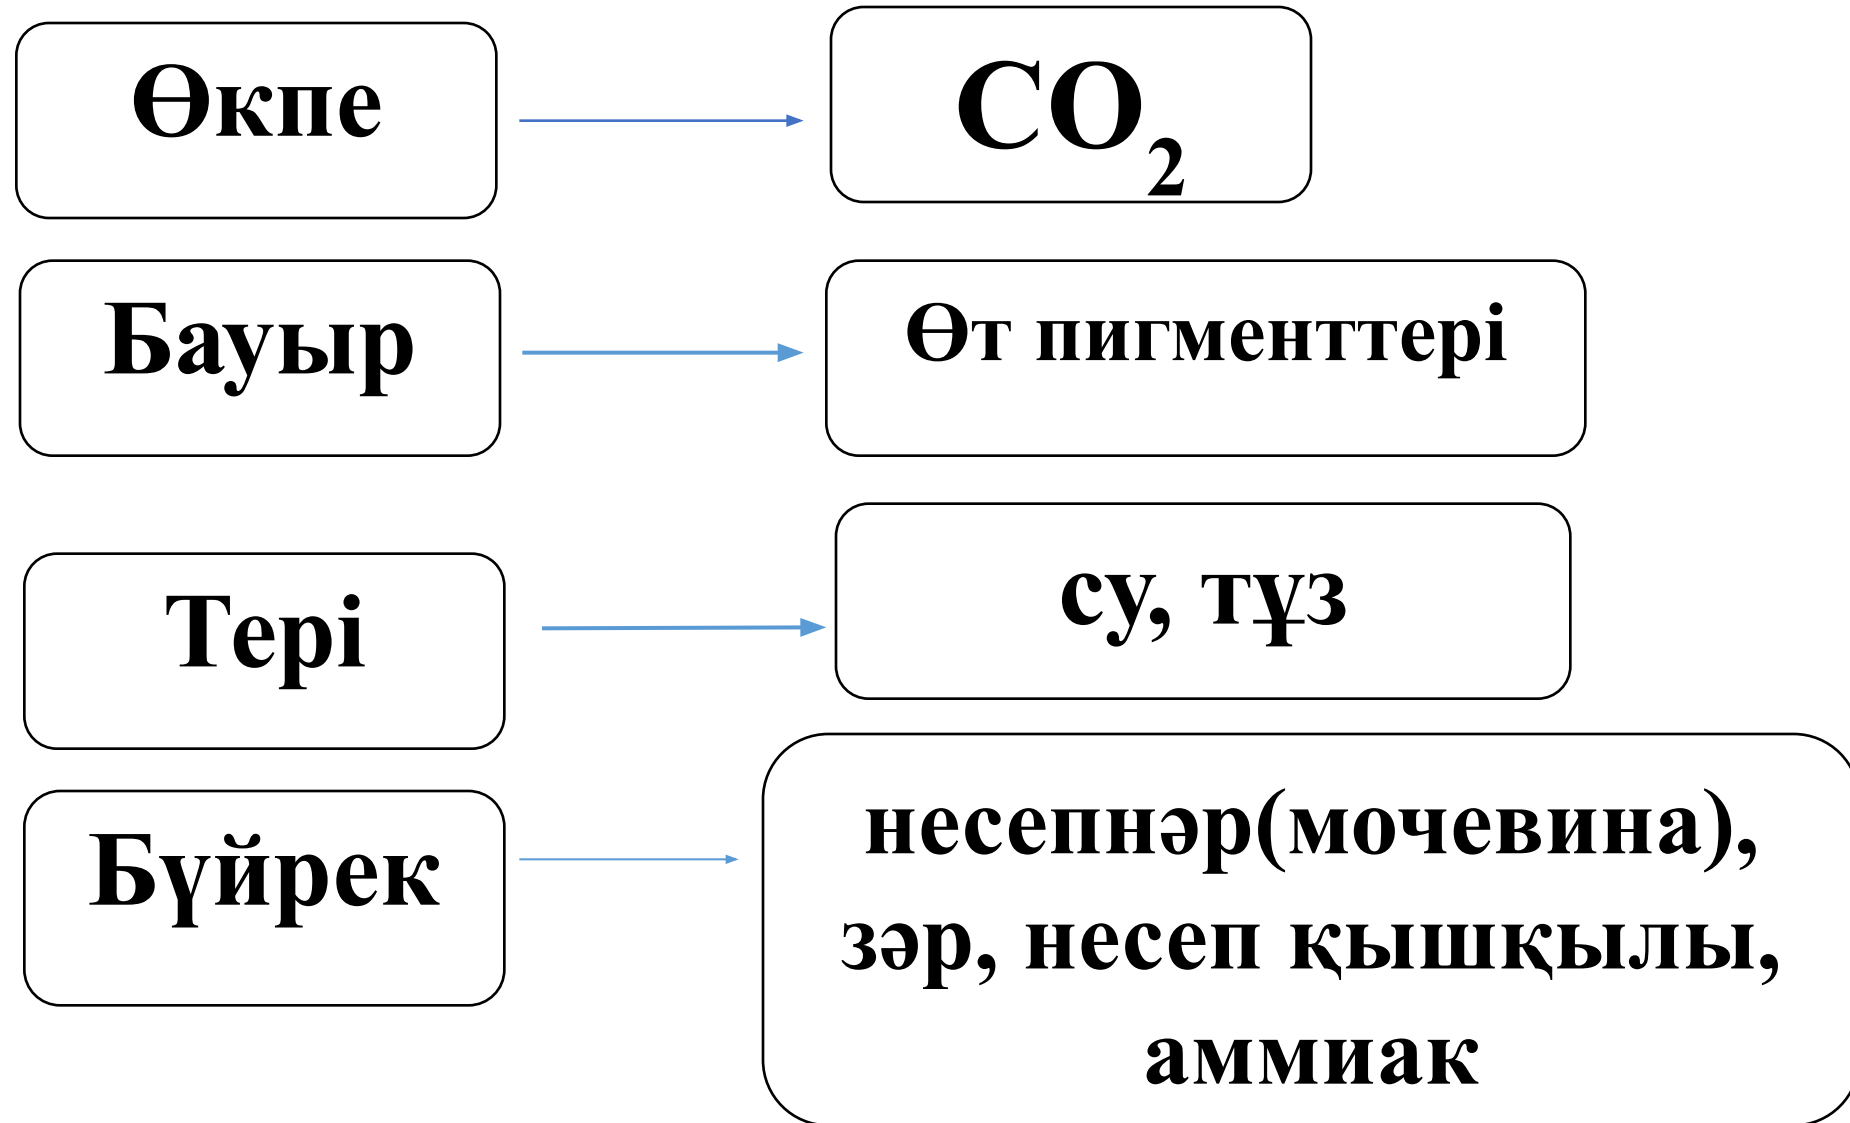 Өкпе
CO₂
Бауыр
Өт пигменттері
Тері
су, тұз
Бүйрек
несепнәр(мочевина),
зәр, несеп қышқылы,
аммиак